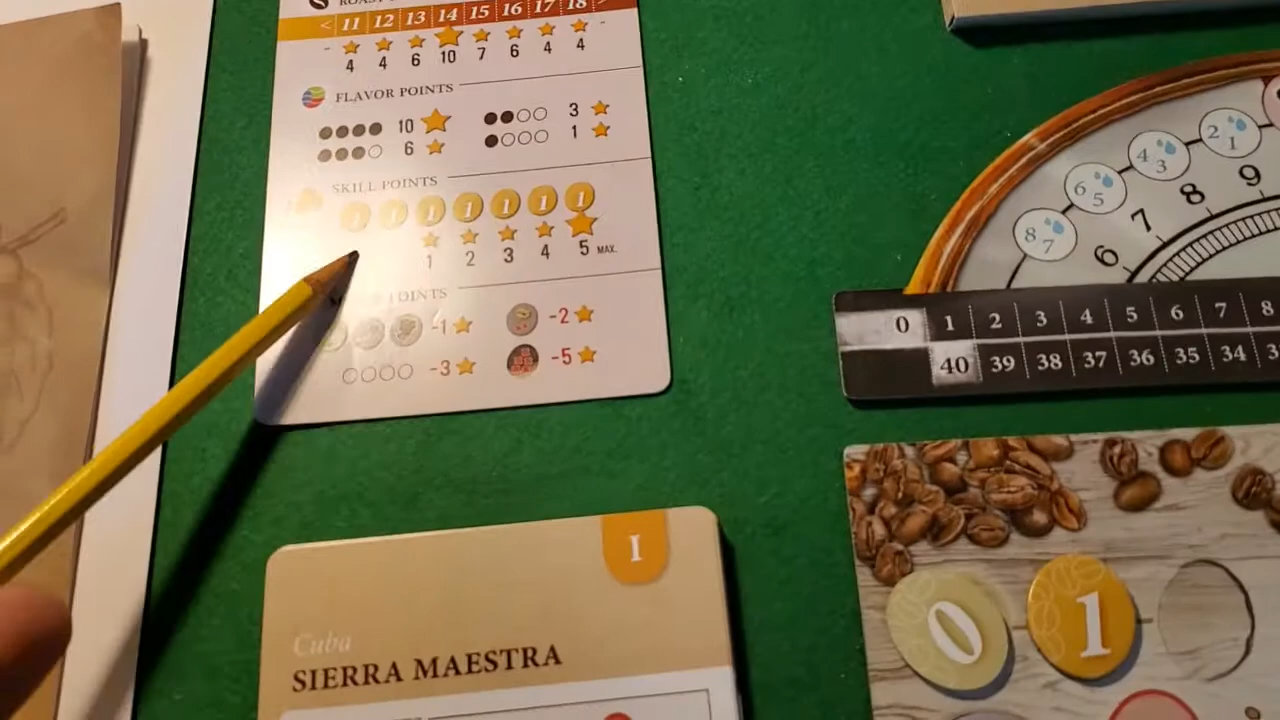 < 11 12 13 14 15 16 17 18 >
- 4 4 6 10 7 6 4 4 -
FLAVOR POINTS
10 3
6 1
SKILL POINTS
1 1 1 1 1 1 1
1 2 3 4 5 MAX.
-1 -2
-3 -5
8 7 6 5 4 3 2 1
6 7 8 9
0 1 2 3 4 5 6 7 8
40 39 38 37 36 35 34
I
Cuba
SIERRA MAESTRA
0 1